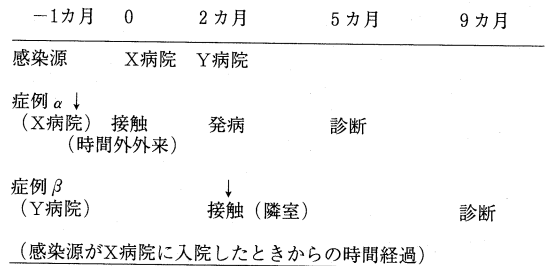 －1カ月 0 2カ月 5カ月 9カ月
感染源 X病院 Y病院
症例α ↓
（X病院） 接触 発病 診断
（時間外外来）
症例β ↓
（Y病院） 接触（隣室） 診断
（感染源がX病院に入院したときからの時間経過）